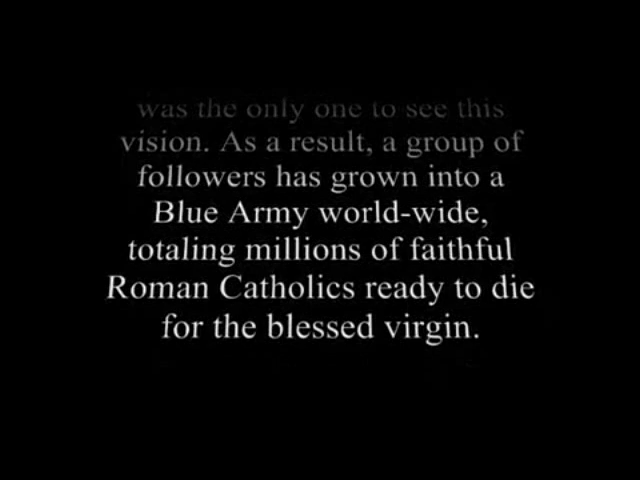 was the only one to see this
vision. As a result, a group of
followers has grown into a
Blue Army world-wide,
totaling millions of faithful
Roman Catholics ready to die
for the blessed virgin.